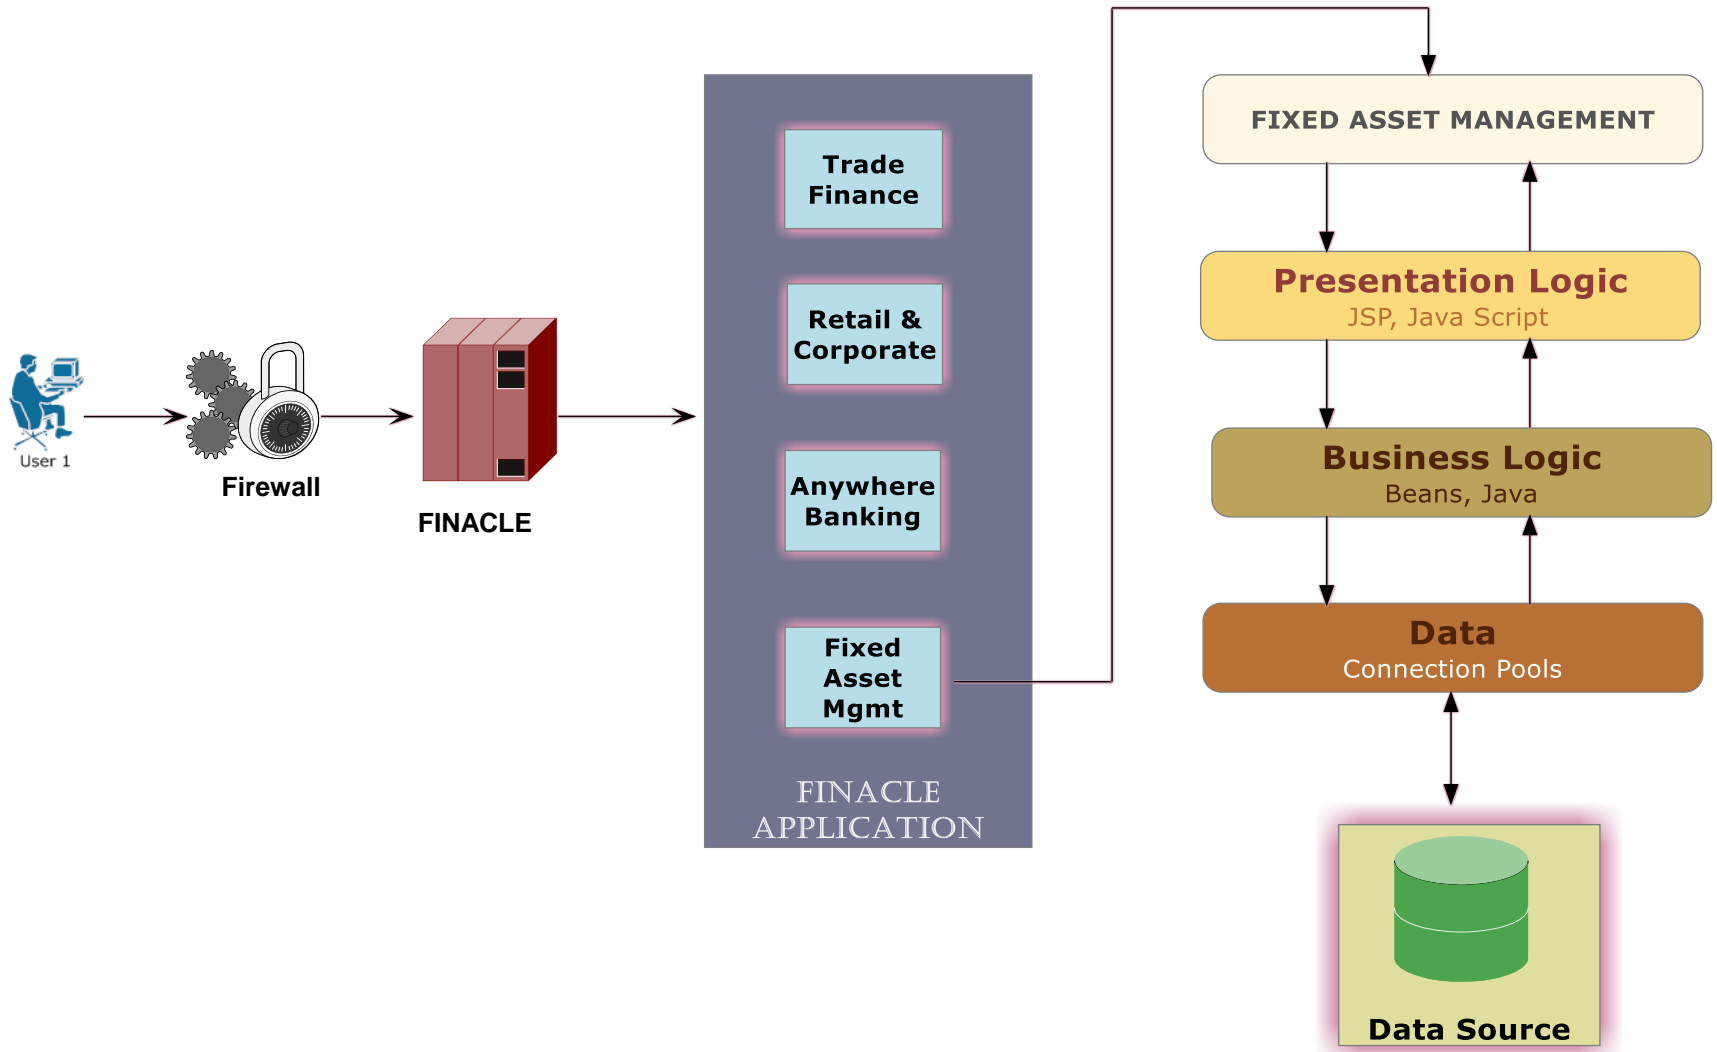 User 1
Firewall
FINACLE
Trade
Finance
Retail &
Corporate
Anywhere
Banking
Fixed
Asset
Mgmt
FINACLE
APPLICATION
FIXED ASSET MANAGEMENT
Presentation Logic
JSP, Java Script
Business Logic
Beans, Java
Data
Connection Pools
Data Source